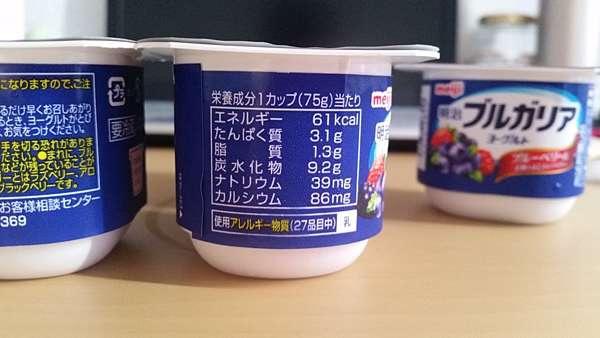 になりますので、ご注
るだけ早くお召しあがり
るとき、ヨーグルトがとび
、お気をつけください。
手を切る恐れがありま
ださい。●まれに、ブル
などが残っていることが
ーとはラズベリー、アロ
ブラックベリーです。
お客様相談センター
369
栄養成分1カップ(75g)当たり
エネルギー 61kcal
たんぱく質 3.1g
脂質 1.3g
炭水化物 9.2g
ナトリウム 39mg
カルシウム 86mg
使用アレルギー物質(27品目中) 乳
meiji
明治
meiji
明治
ブルガリア
ヨーグルト
ブルーベリー